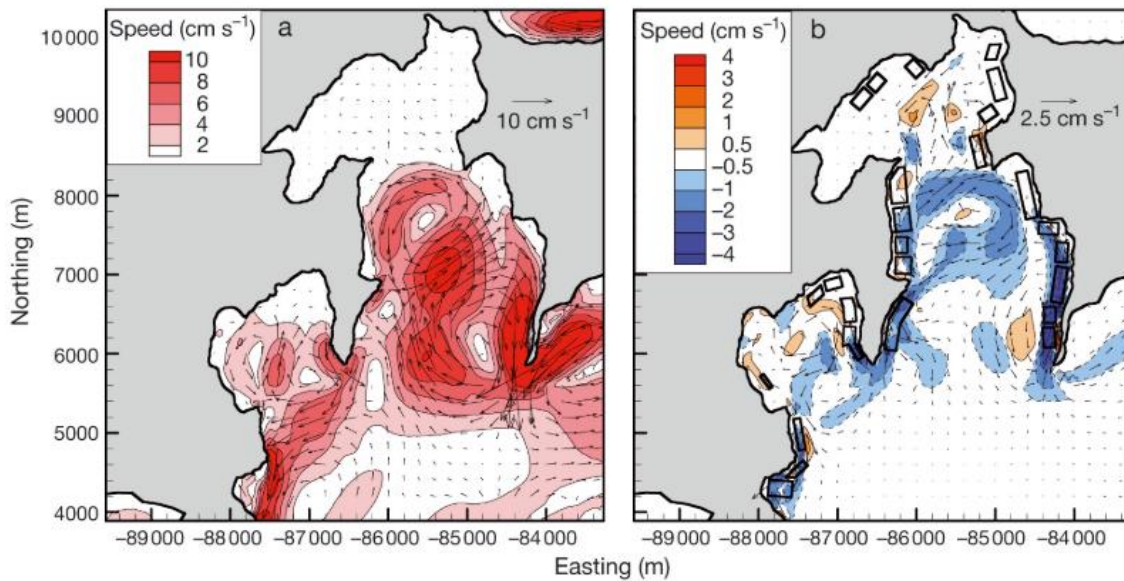 Speed (cm s⁻¹)
10
8
6
4
2
a
10 cm s⁻¹
Speed (cm s⁻¹)
4
3
2
1
0.5
−0.5
−1
−2
−3
−4
b
2.5 cm s⁻¹
10000
9000
8000
7000
6000
5000
4000
Northing (m)
−89000 −88000 −87000 −86000 −85000 −84000
−89000 −88000 −87000 −86000 −85000 −84000
Easting (m)